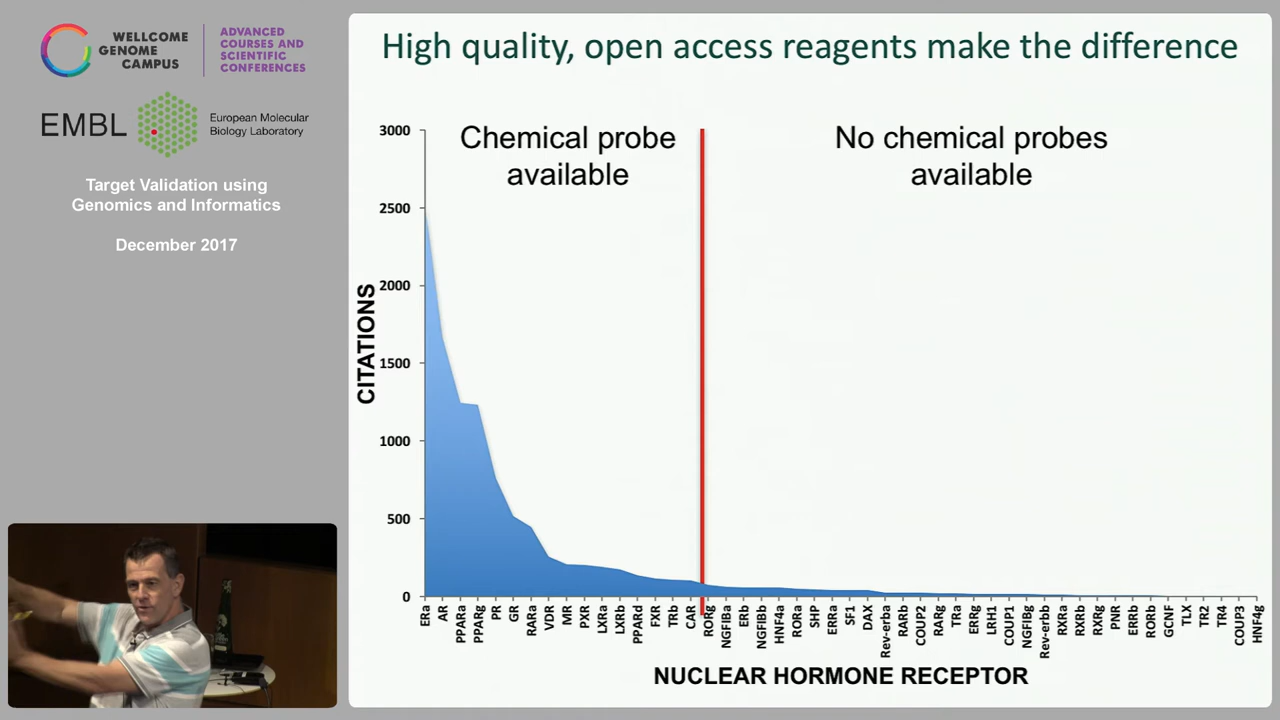 WELLCOME
GENOME
CAMPUS
ADVANCED
COURSES AND
SCIENTIFIC
CONFERENCES
EMBL
European Molecular
Biology Laboratory
Target Validation using
Genomics and Informatics
December 2017
High quality, open access reagents make the difference
Chemical probe
available
No chemical probes
available
CITATIONS
3000
2500
2000
1500
1000
500
0
ERa
AR
PPARa
PPARg
PR
GR
RARa
VDR
MR
PXR
LXRa
LXRb
PPARd
FXR
TRb
CAR
RORg
NGFIBa
ERb
NGFIBb
HNF4a
RORa
SHP
ERRa
SF1
DAX
Rev-erba
RARb
COUP2
RARg
TRa
ERRg
LRH1
COUP1
NGFIBg
Rev-erbb
RXRa
RXRb
RXRg
PNR
ERRb
RORb
GCNF
TLX
TR2
TR4
COUP3
HNF4g
NUCLEAR HORMONE RECEPTOR